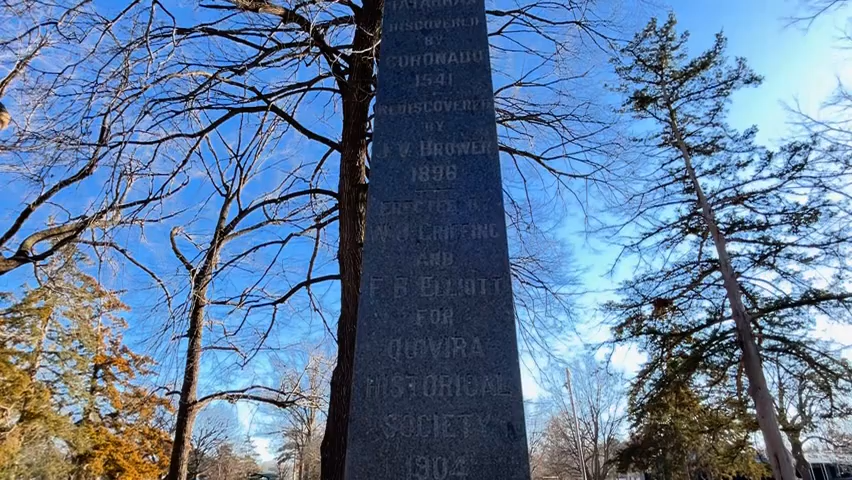 DISCOVERED
BY
CORONADO
1541
REDISCOVERED
BY
J. V. BROWER
1896
ERECTED BY
W. J. GRIFFING
AND
F. B. ELLIOTT
FOR
QUIVIRA
HISTORICAL
SOCIETY
1904